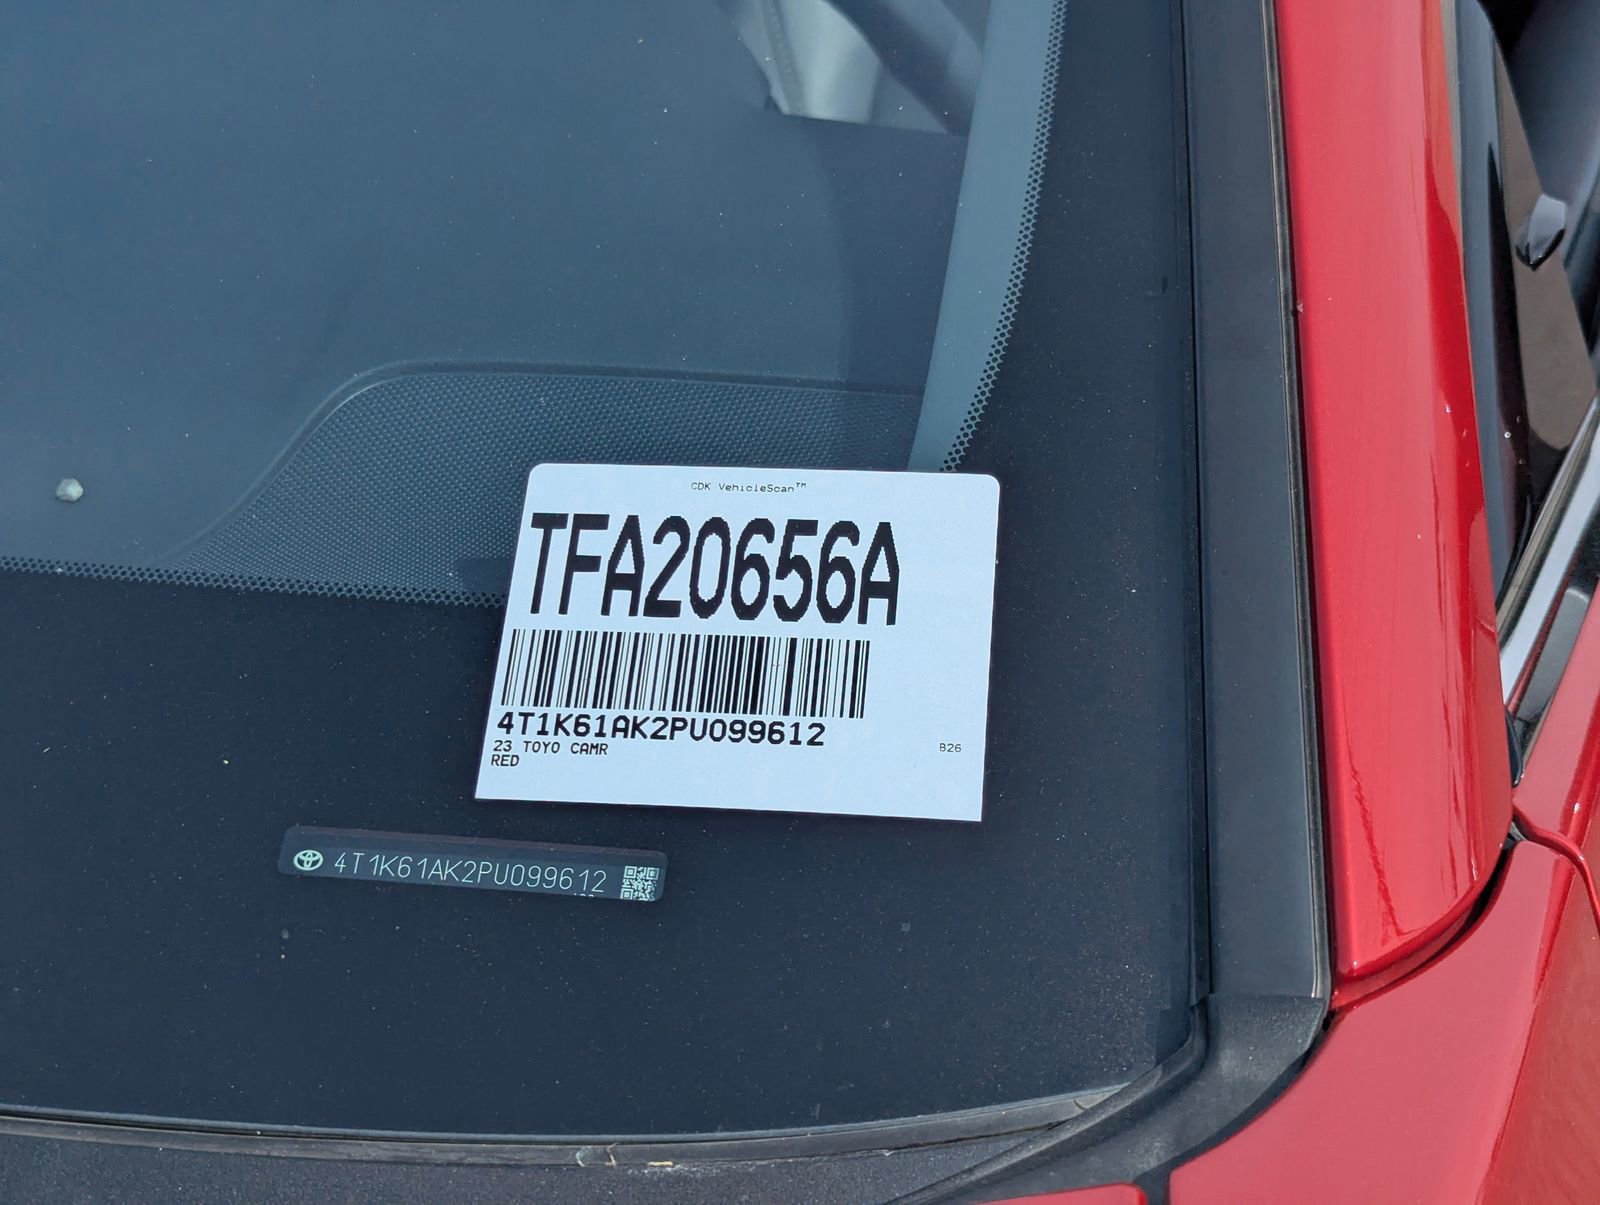 CDK VehicleScan™
TFA20656A
4T1K61AK2PU099612
23 TOYO CAMR
RED
B26
4T1K61AK2PU099612